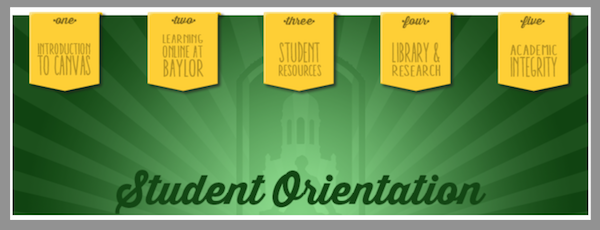 one
INTRODUCTION
TO CANVAS
two
LEARNING
ONLINE AT
BAYLOR
three
STUDENT
RESOURCES
four
LIBRARY &
RESEARCH
five
ACADEMIC
INTEGRITY
Student Orientation